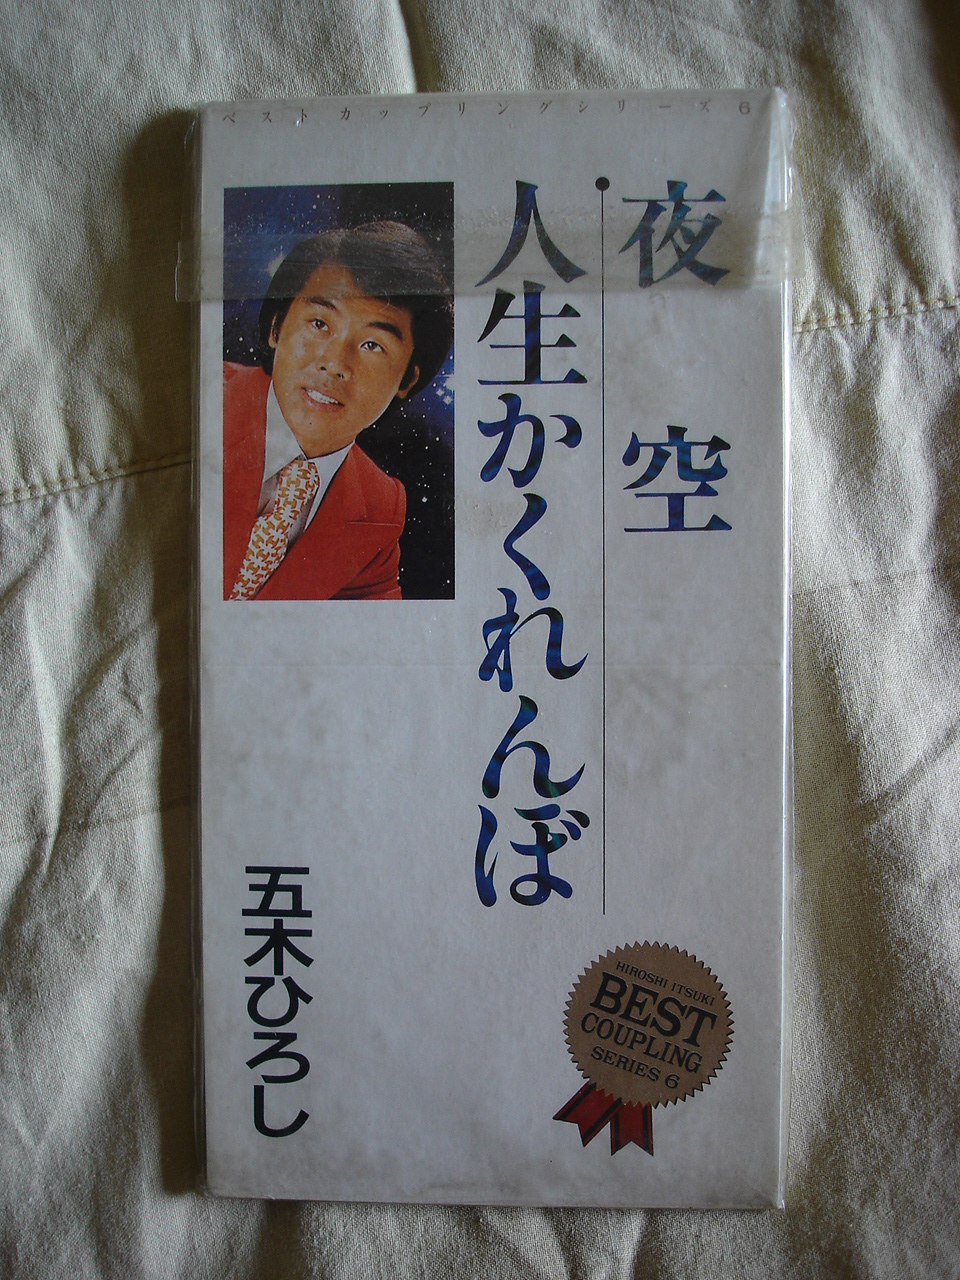 ベストカップリングシリーズ6
夜空
人生かくれんぼ
五木ひろし
HIROSHI ITSUKI
BEST
COUPLING
SERIES 6